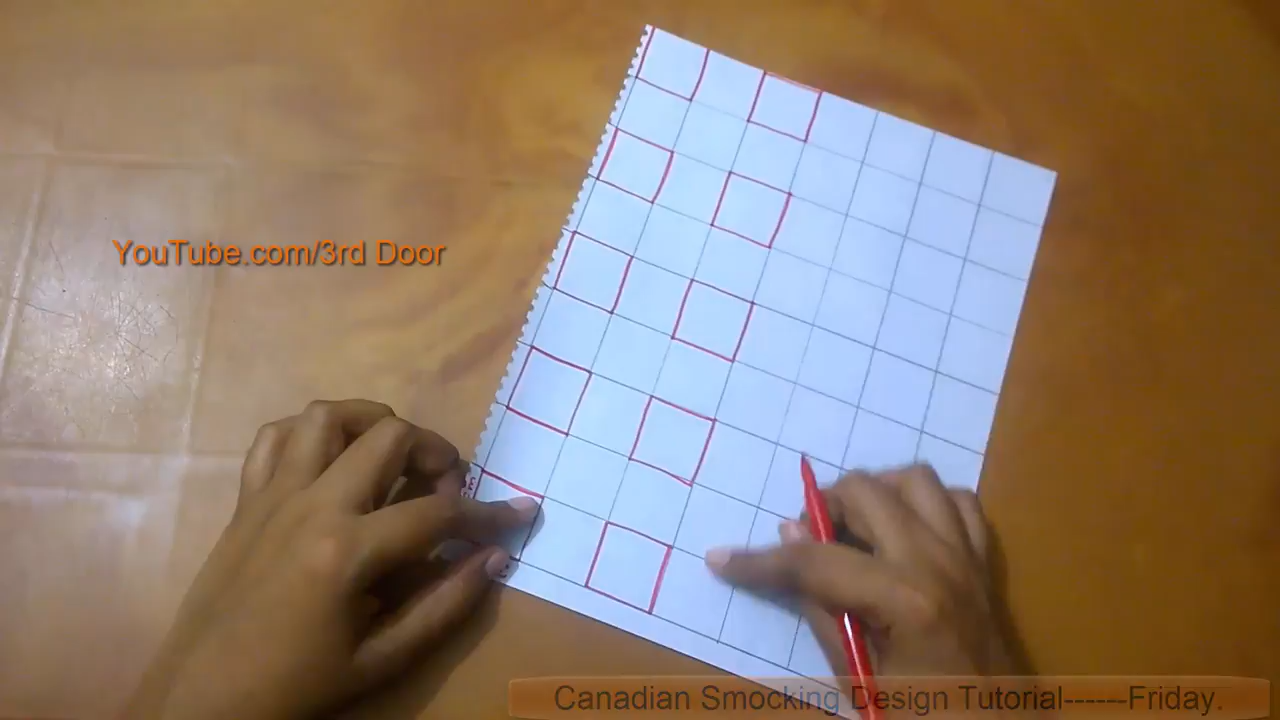 YouTube.com/3rd Door
Canadian Smocking Design Tutorial------Friday.